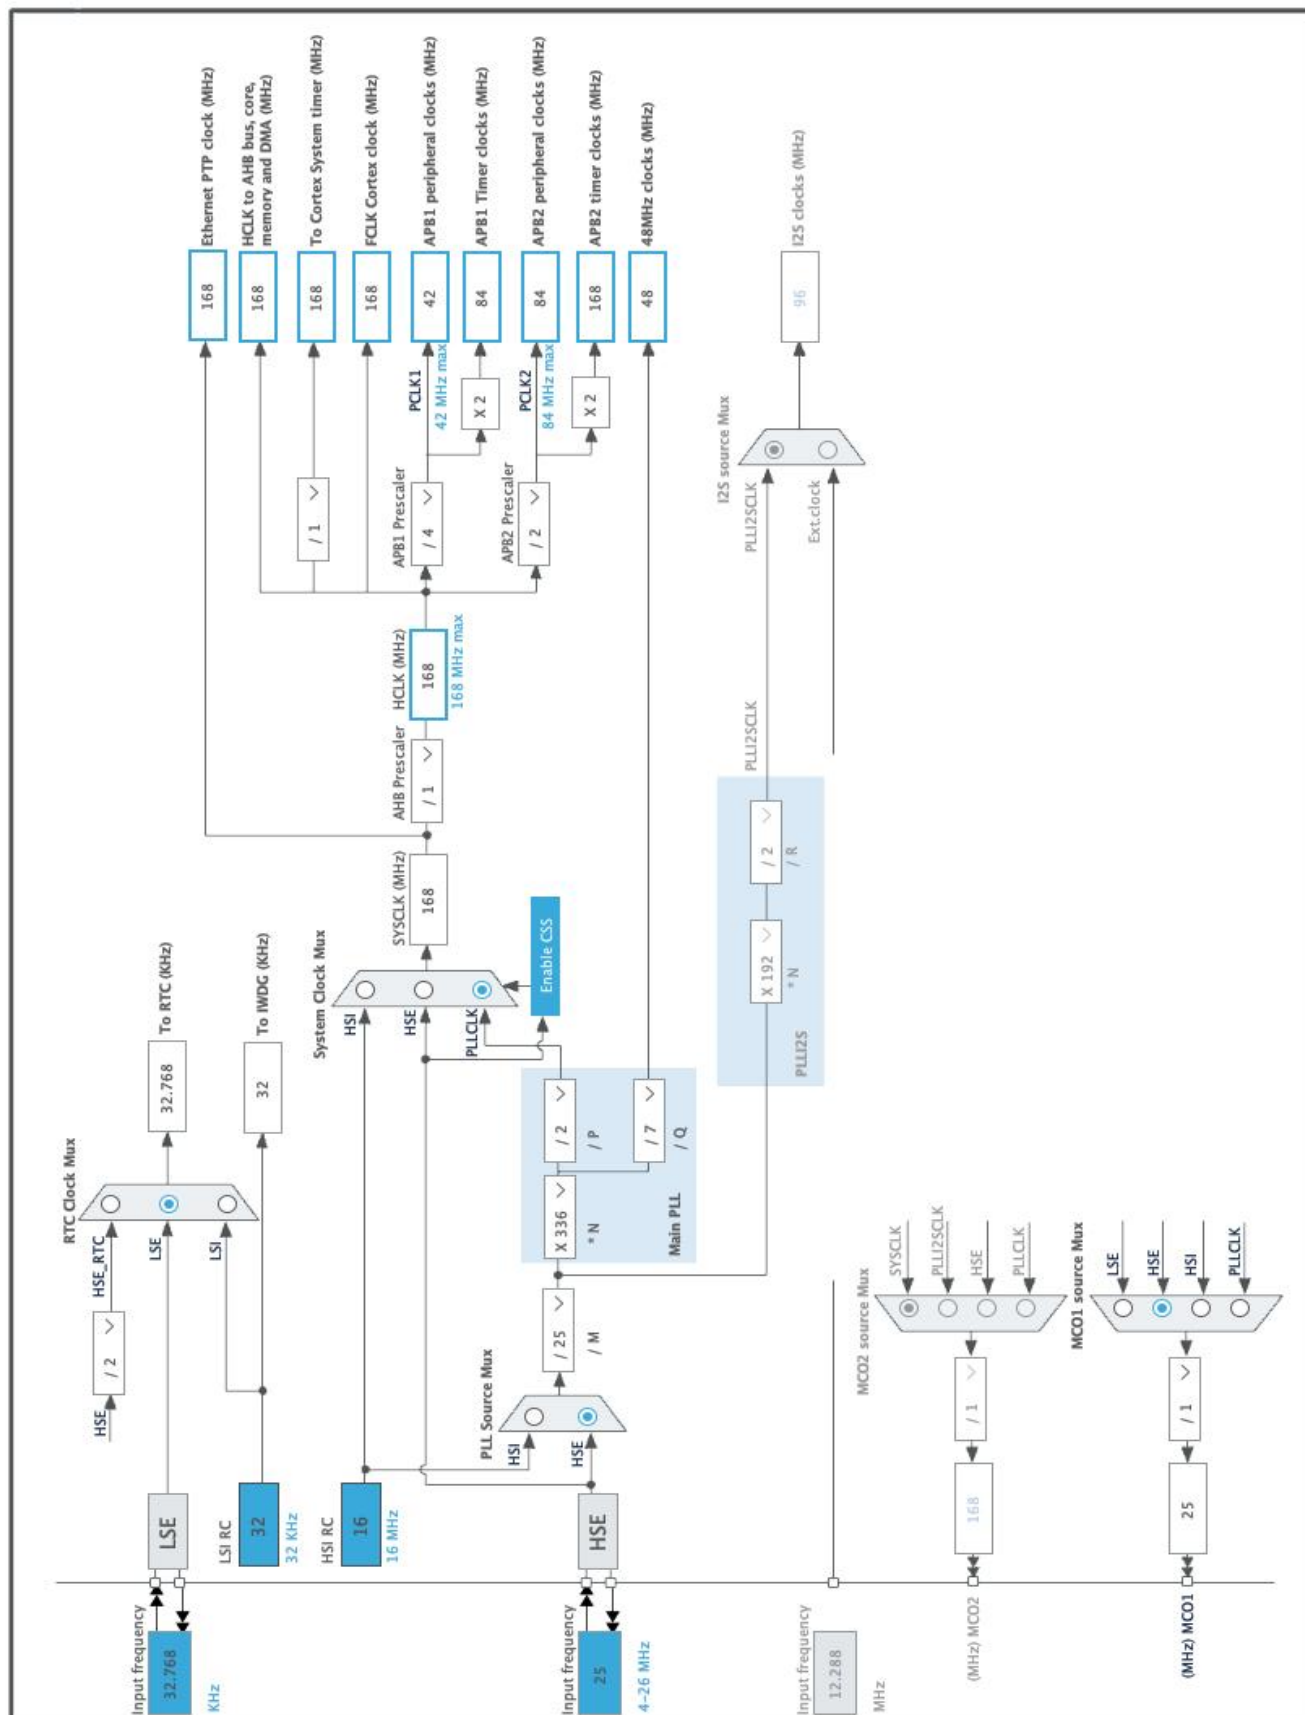 RTC Clock Mux
HSE
/ 2
HSE_RTC
Input frequency
32.768
KHz
LSE
LSE
32.768
To RTC (KHz)
LSI RC
32
32 KHz
LSI
32
To IWDG (KHz)
HSI RC
16
16 MHz
System Clock Mux
HSI
HSE
PLLCLK
Enable CSS
SYSCLK (MHz)
168
AHB Prescaler
/ 1
HCLK (MHz)
168
168 MHz max
168
Ethernet PTP clock (MHz)
168
HCLK to AHB bus, core,
memory and DMA (MHz)
/ 1
168
To Cortex System timer (MHz)
168
FCLK Cortex clock (MHz)
APB1 Prescaler
/ 4
PCLK1
42 MHz max
42
APB1 peripheral clocks (MHz)
X 2
84
APB1 Timer clocks (MHz)
APB2 Prescaler
/ 2
PCLK2
84 MHz max
84
APB2 peripheral clocks (MHz)
X 2
168
APB2 timer clocks (MHz)
48
48MHz clocks (MHz)
Input frequency
25
4-26 MHz
HSE
PLL Source Mux
HSI
HSE
/ 25
/ M
X 336
* N
/ 2
/ P
/ 7
/ Q
Main PLL
X 192
* N
/ 2
/ R
PLLI2S
PLLI2SCLK
PLLI2SCLK
I2S source Mux
Ext.clock
96
I2S clocks (MHz)
Input frequency
12.288
MHz
MCO2 source Mux
SYSCLK
PLLI2SCLK
HSE
PLLCLK
/ 1
168
(MHz) MCO2
MCO1 source Mux
LSE
HSE
HSI
PLLCLK
/ 1
25
(MHz) MCO1